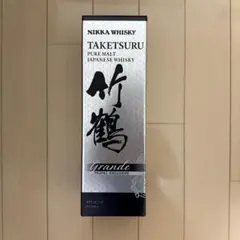 NIKKA WHISKY
TAKETSURU
PURE MALT
JAPANESE WHISKY
竹鶴
Grande